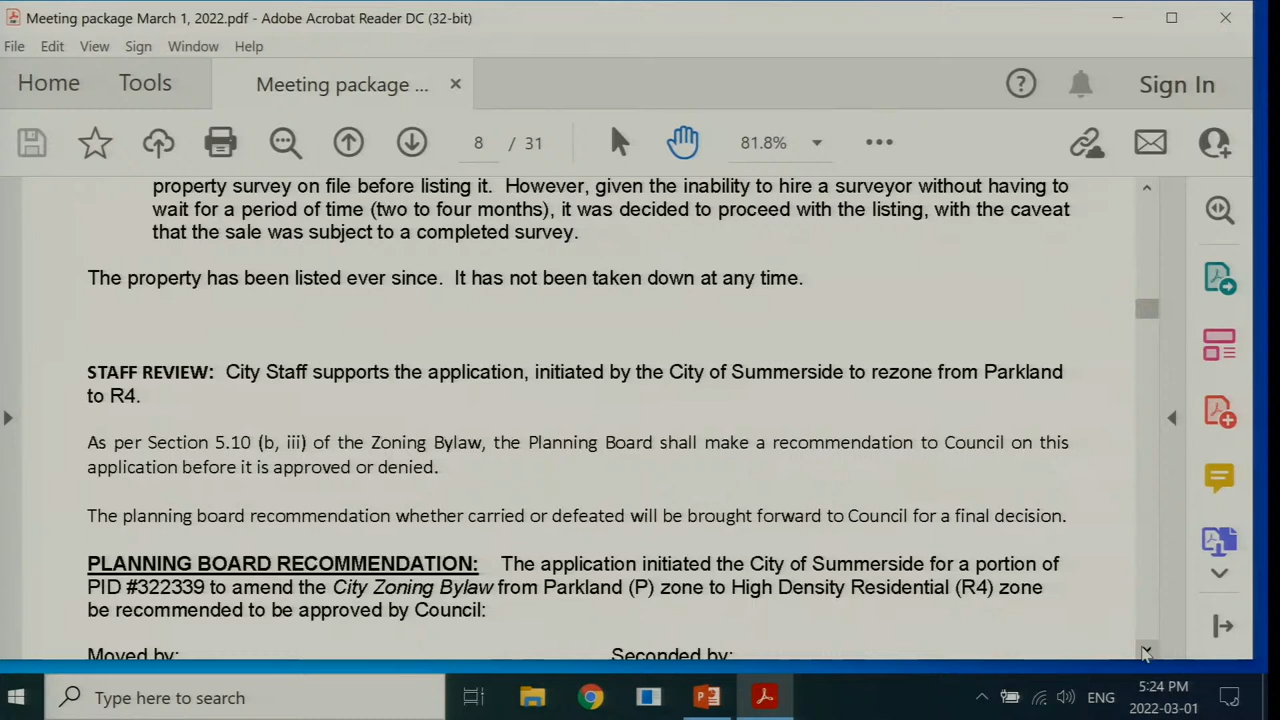 Meeting package March 1, 2022.pdf - Adobe Acrobat Reader DC (32-bit)
File Edit View Sign Window Help
Home Tools Meeting package ... Sign In
8 / 31 81.8%
property survey on file before listing it. However, given the inability to hire a surveyor without having to
wait for a period of time (two to four months), it was decided to proceed with the listing, with the caveat
that the sale was subject to a completed survey.
The property has been listed ever since. It has not been taken down at any time.
STAFF REVIEW: City Staff supports the application, initiated by the City of Summerside to rezone from Parkland
to R4.
As per Section 5.10 (b, iii) of the Zoning Bylaw, the Planning Board shall make a recommendation to Council on this
application before it is approved or denied.
The planning board recommendation whether carried or defeated will be brought forward to Council for a final decision.
PLANNING BOARD RECOMMENDATION: The application initiated the City of Summerside for a portion of
PID #322339 to amend the City Zoning Bylaw from Parkland (P) zone to High Density Residential (R4) zone
be recommended to be approved by Council:
Moved by: Seconded by:
Type here to search ENG 5:24 PM
2022-03-01